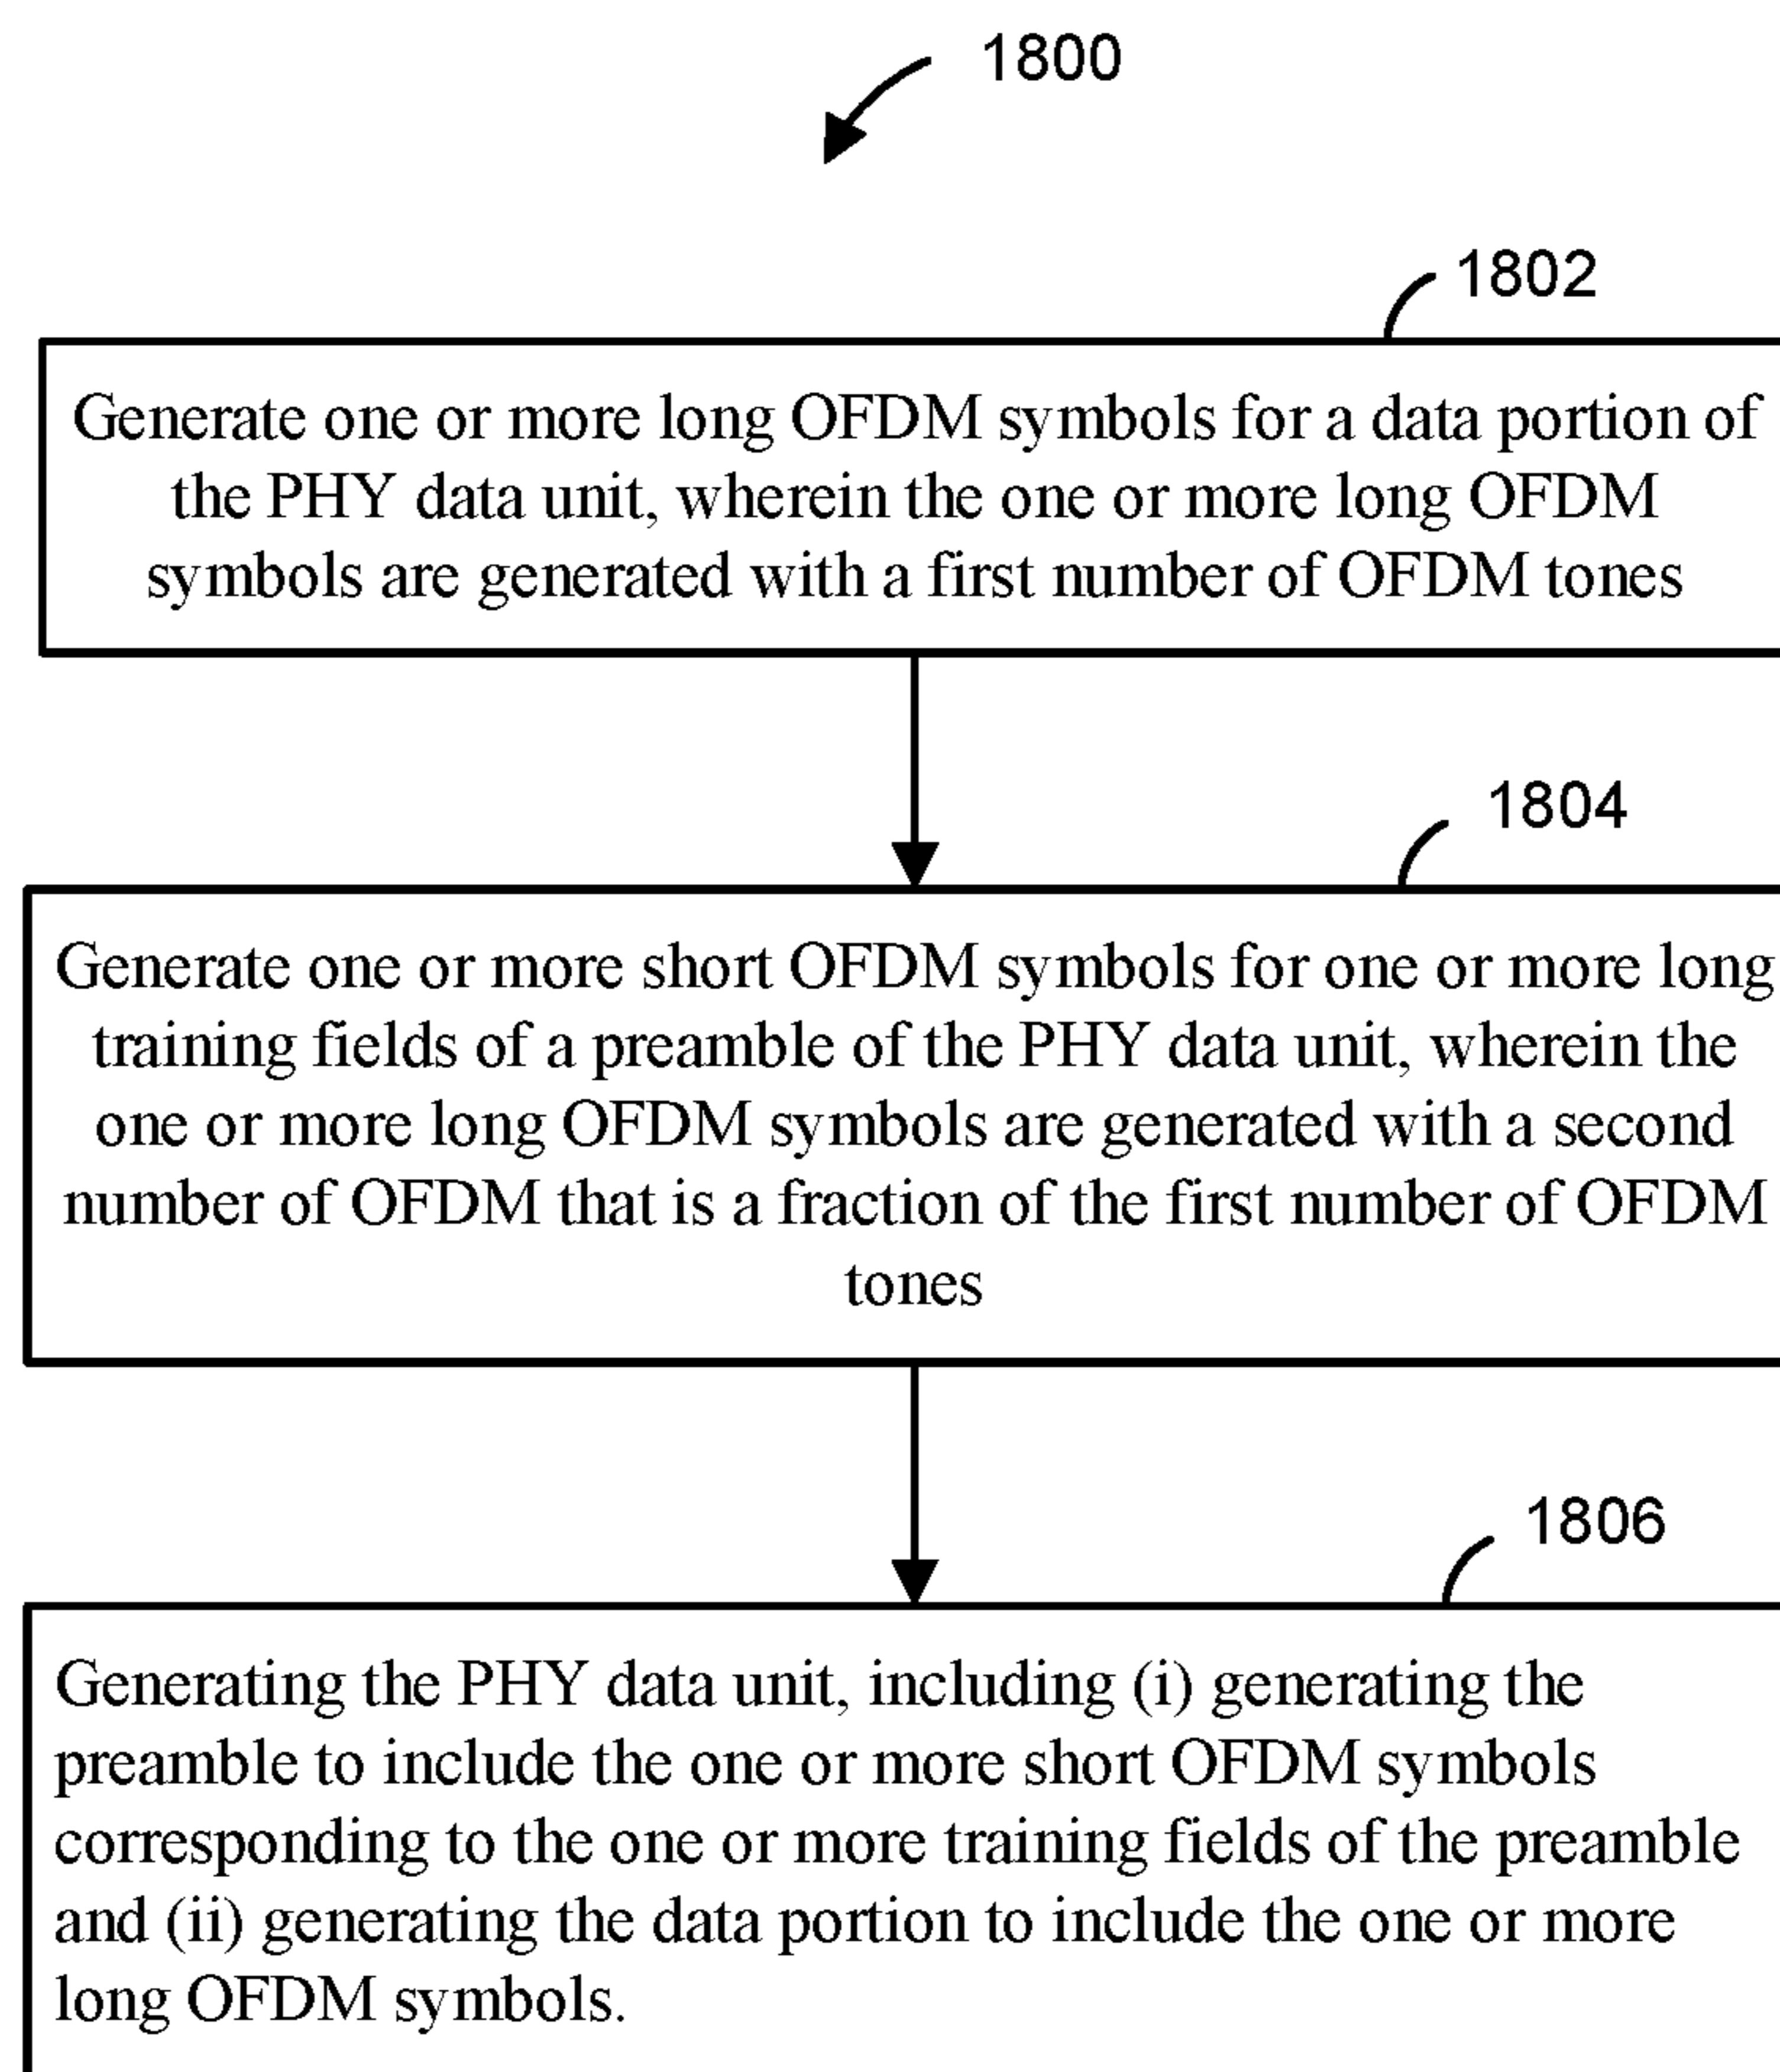 1800
1802
Generate one or more long OFDM symbols for a data portion of
the PHY data unit, wherein the one or more long OFDM
symbols are generated with a first number of OFDM tones
1804
Generate one or more short OFDM symbols for one or more long
training fields of a preamble of the PHY data unit, wherein the
one or more long OFDM symbols are generated with a second
number of OFDM that is a fraction of the first number of OFDM
tones
1806
Generating the PHY data unit, including (i) generating the
preamble to include the one or more short OFDM symbols
corresponding to the one or more training fields of the preamble
and (ii) generating the data portion to include the one or more
long OFDM symbols.